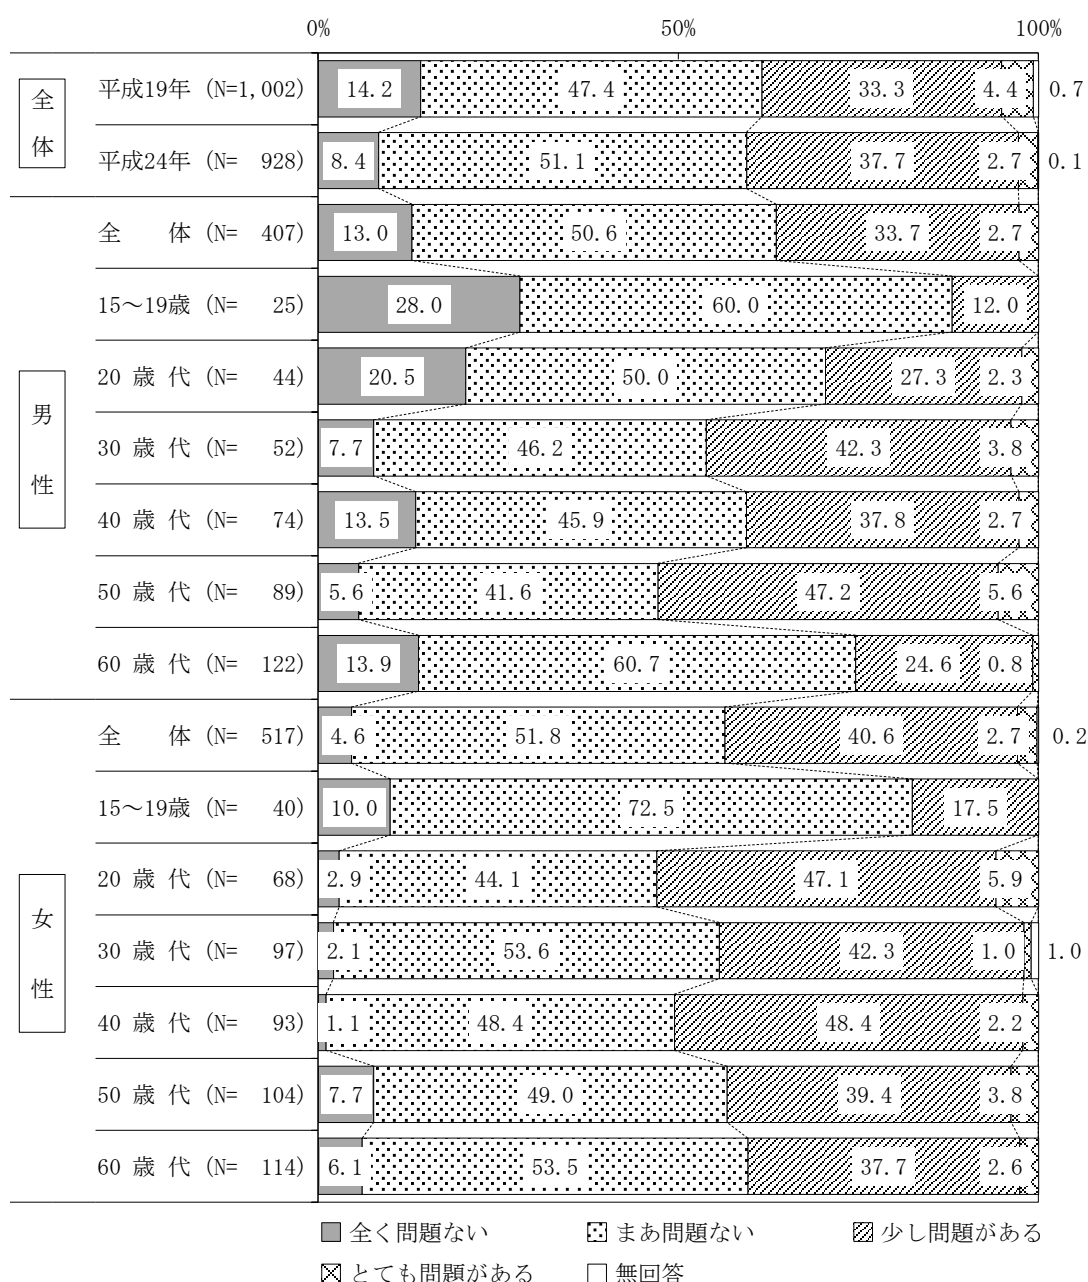 0% 50% 100%
全体
平成19年 (N=1,002) 14.2 47.4 33.3 4.4 0.7
平成24年 (N= 928) 8.4 51.1 37.7 2.7 0.1
男性
全 体 (N= 407) 13.0 50.6 33.7 2.7
15～19歳 (N= 25) 28.0 60.0 12.0
20 歳 代 (N= 44) 20.5 50.0 27.3 2.3
30 歳 代 (N= 52) 7.7 46.2 42.3 3.8
40 歳 代 (N= 74) 13.5 45.9 37.8 2.7
50 歳 代 (N= 89) 5.6 41.6 47.2 5.6
60 歳 代 (N= 122) 13.9 60.7 24.6 0.8
女性
全 体 (N= 517) 4.6 51.8 40.6 2.7 0.2
15～19歳 (N= 40) 10.0 72.5 17.5
20 歳 代 (N= 68) 2.9 44.1 47.1 5.9
30 歳 代 (N= 97) 2.1 53.6 42.3 1.0 1.0
40 歳 代 (N= 93) 1.1 48.4 48.4 2.2
50 歳 代 (N= 104) 7.7 49.0 39.4 3.8
60 歳 代 (N= 114) 6.1 53.5 37.7 2.6
全く問題ない まあ問題ない 少し問題がある
とても問題がある 無回答